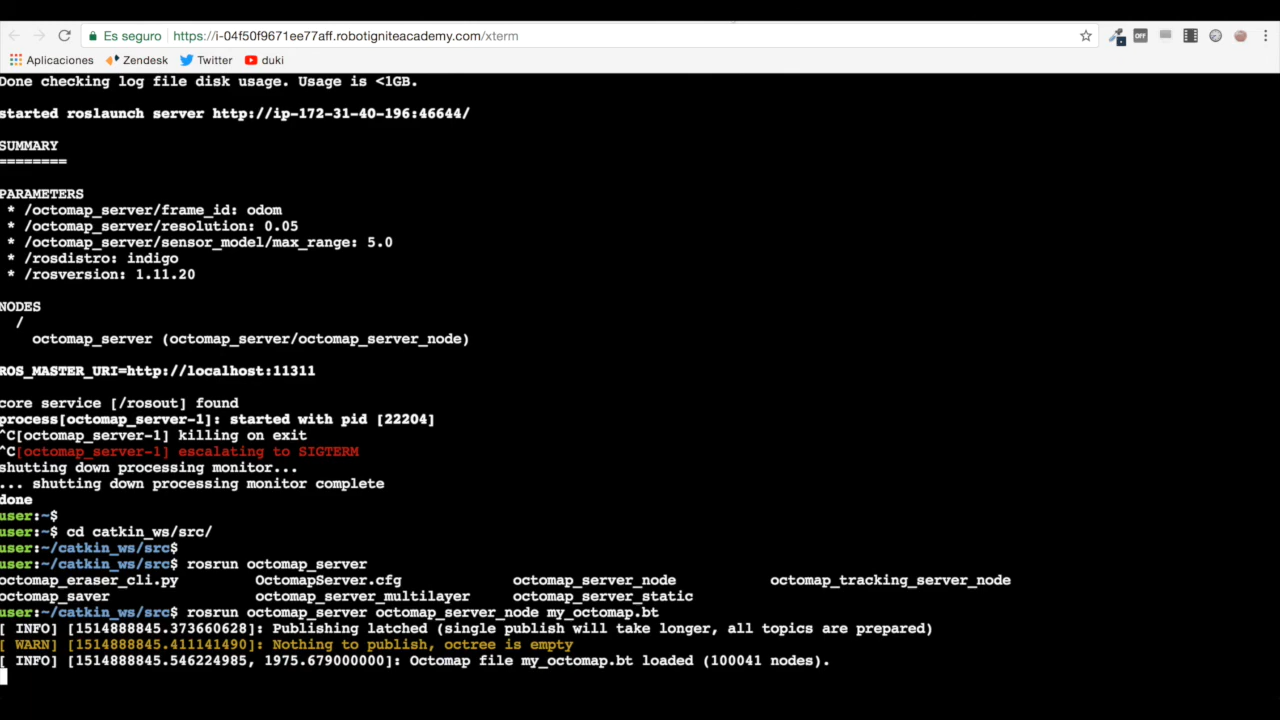 Es seguro https://i-04f50f9671ee77aff.robotigniteacademy.com/xterm OFF
Aplicaciones Zendesk Twitter duki
Done checking log file disk usage. Usage is <1GB.
started roslaunch server http://ip-172-31-40-196:46644/
SUMMARY
========
PARAMETERS
* /octomap_server/frame_id: odom
* /octomap_server/resolution: 0.05
* /octomap_server/sensor_model/max_range: 5.0
* /rosdistro: indigo
* /rosversion: 1.11.20
NODES
/
octomap_server (octomap_server/octomap_server_node)
ROS_MASTER_URI=http://localhost:11311
core service [/rosout] found
process[octomap_server-1]: started with pid [22204]
^C[octomap_server-1] killing on exit
^C[octomap_server-1] escalating to SIGTERM
shutting down processing monitor...
... shutting down processing monitor complete
done
user:~$
user:~$ cd catkin_ws/src/
user:~/catkin_ws/src$
user:~/catkin_ws/src$ rosrun octomap_server
octomap_eraser_cli.py OctomapServer.cfg octomap_server_node octomap_tracking_server_node
octomap_saver octomap_server_multilayer octomap_server_static
user:~/catkin_ws/src$ rosrun octomap_server octomap_server_node my_octomap.bt
[ INFO] [1514888845.373660628]: Publishing latched (single publish will take longer, all topics are prepared)
[ WARN] [1514888845.411141490]: Nothing to publish, octree is empty
[ INFO] [1514888845.546224985, 1975.679000000]: Octomap file my_octomap.bt loaded (100041 nodes).